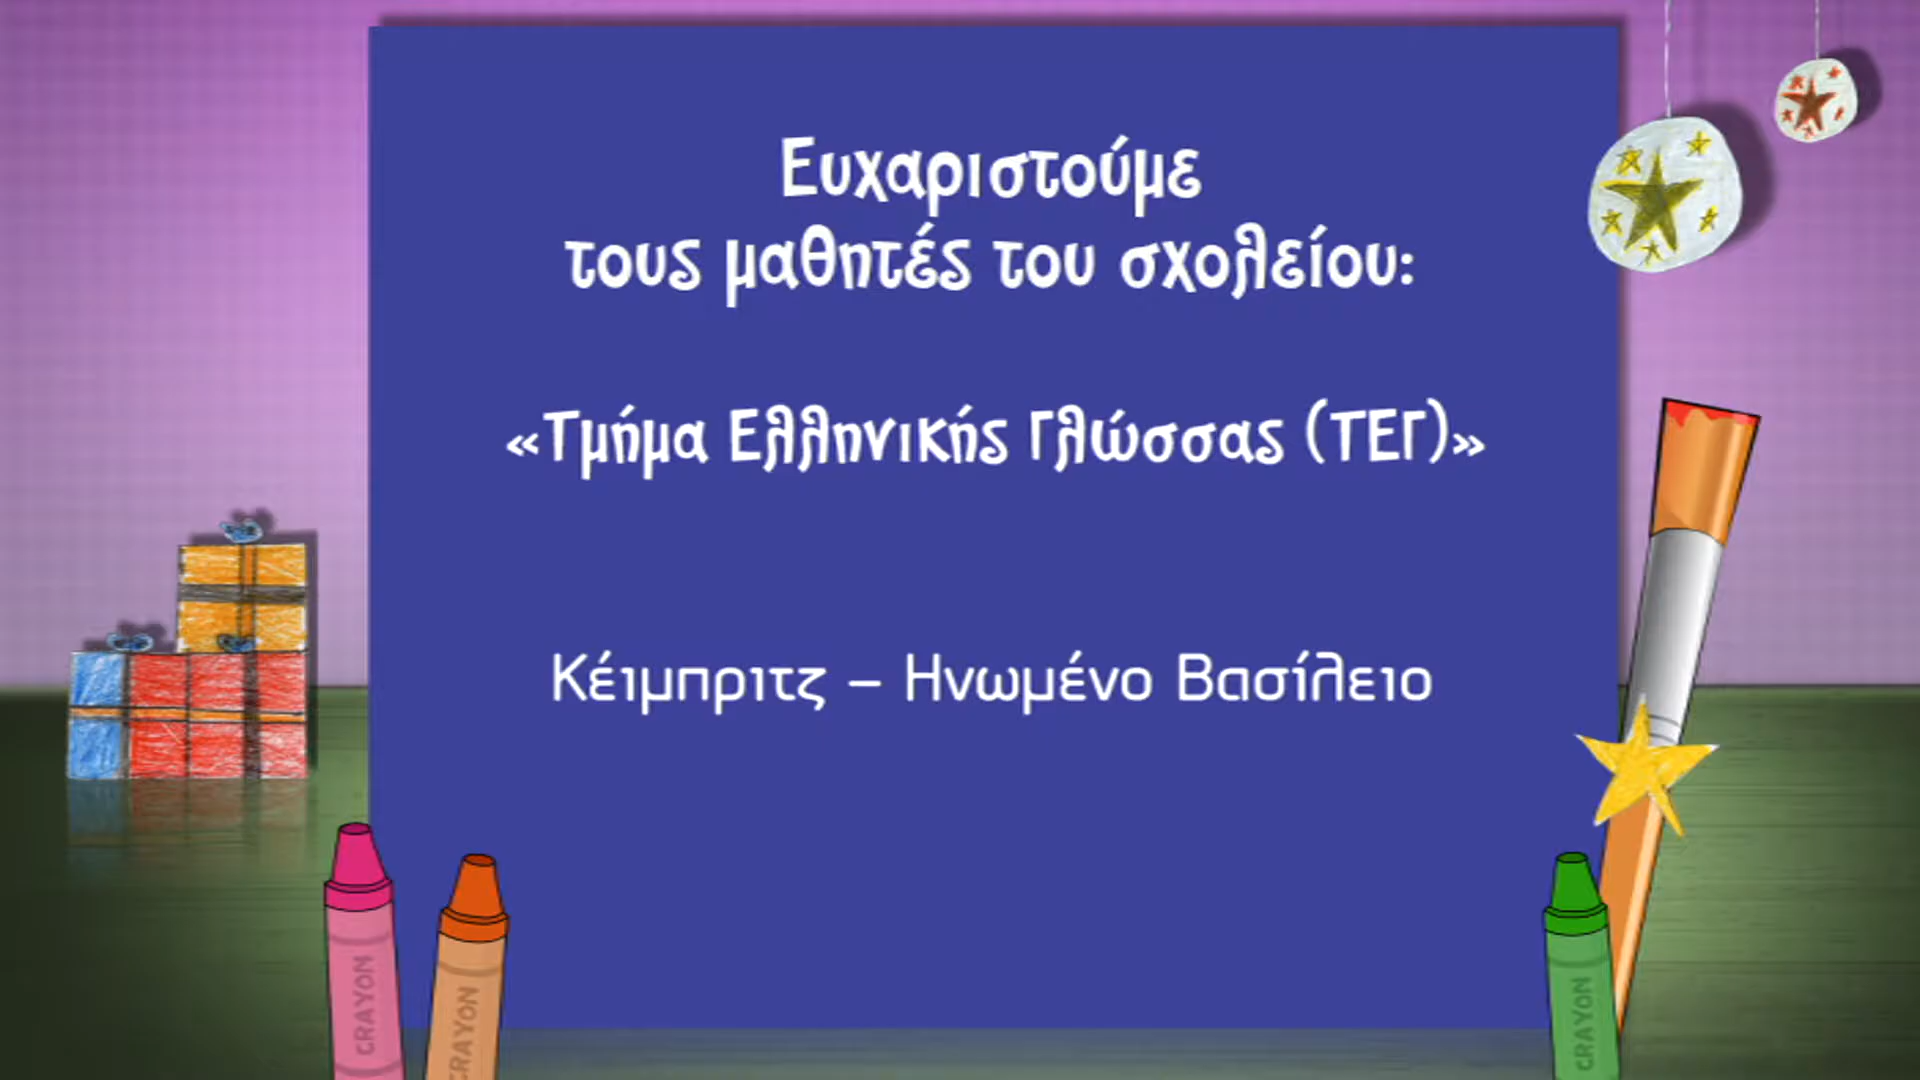 Ευχαριστούμε
τους μαθητές του σχολείου:
«Τμήμα Ελληνικής Γλώσσας (ΤΕΓ)»
Κέιμπριτζ – Ηνωμένο Βασίλειο
CRAYON
CRAYON
CRAYON